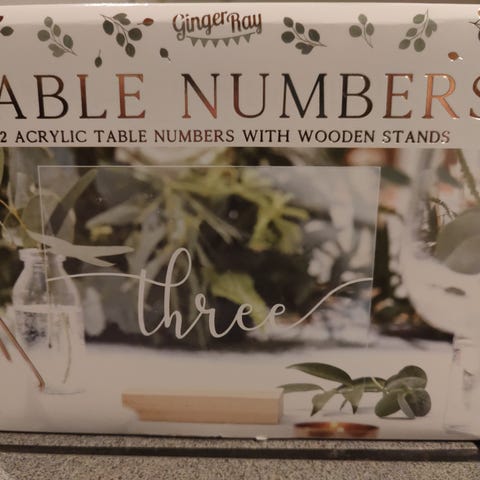 Ginger Ray
ABLE NUMBERS
2 ACRYLIC TABLE NUMBERS WITH WOODEN STANDS
three